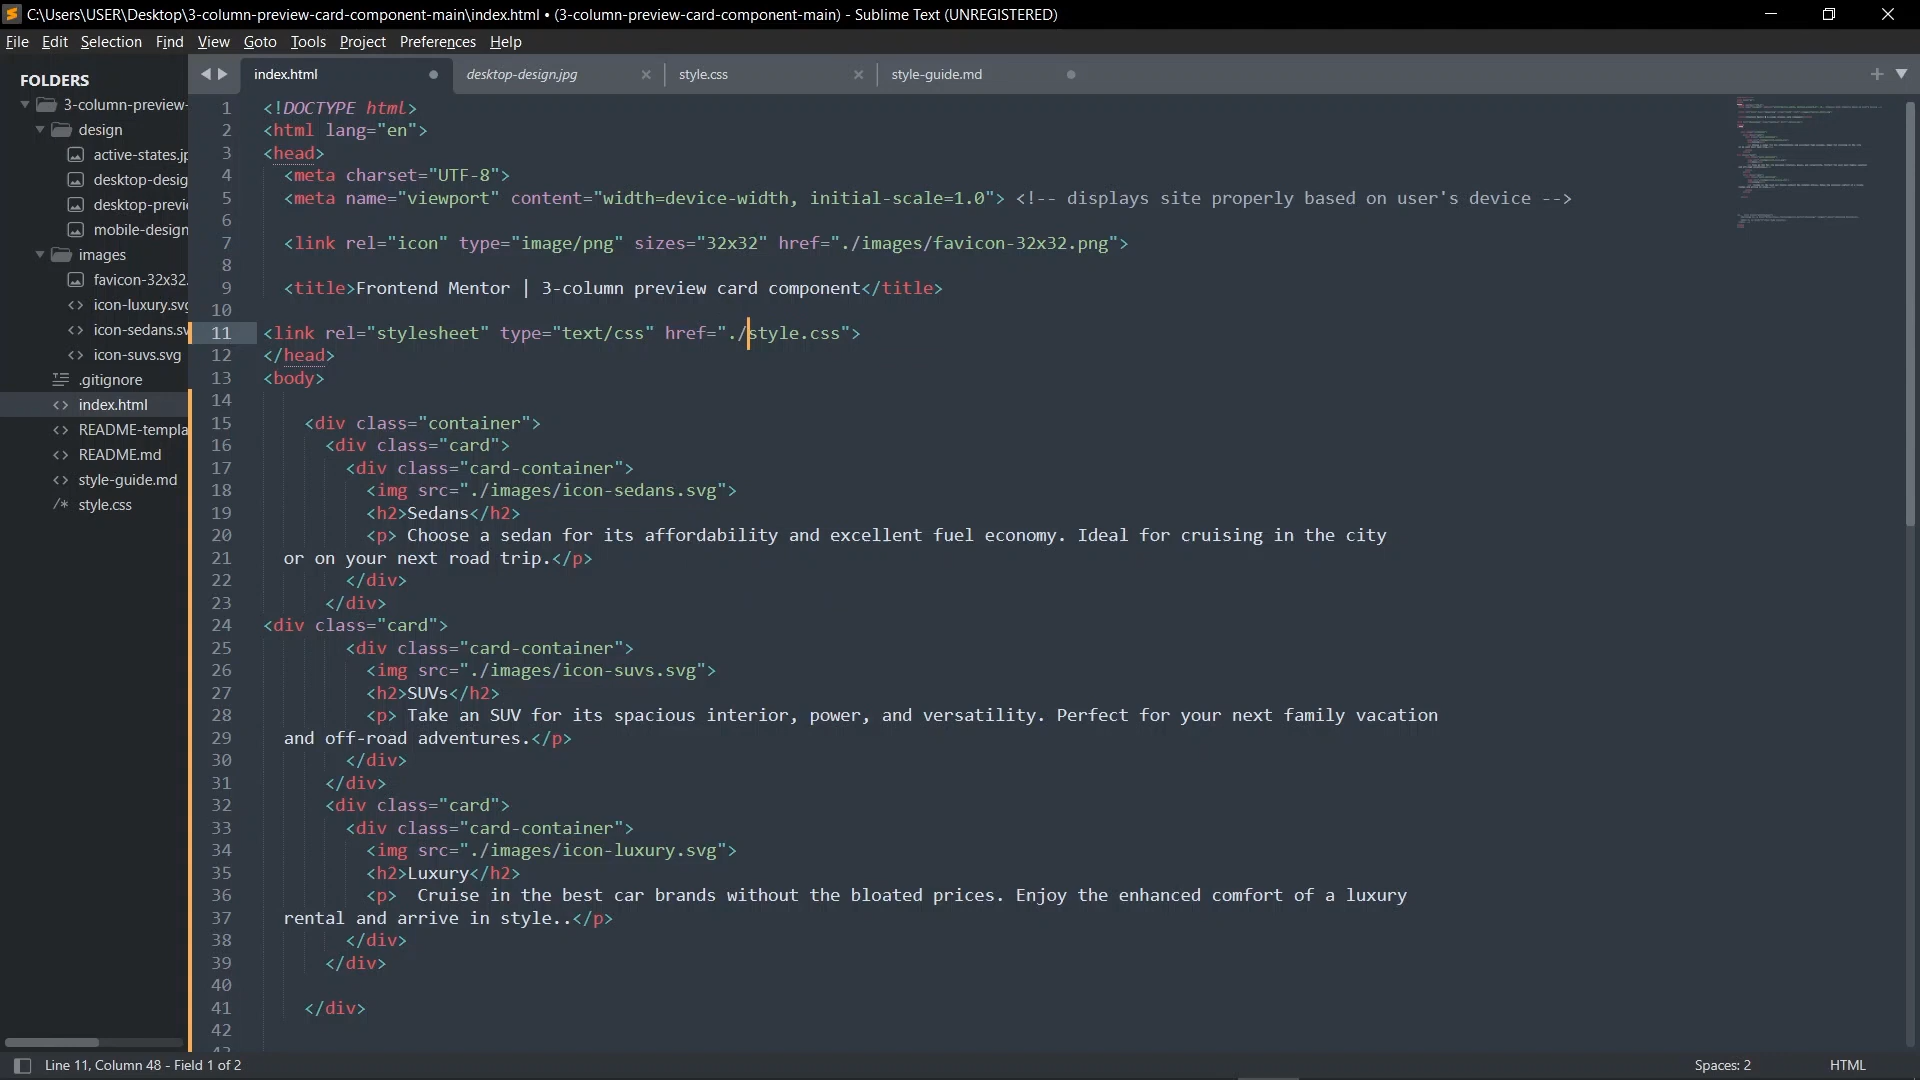 C:\Users\USER\Desktop\3-column-preview-card-component-main\index.html • (3-column-preview-card-component-main) - Sublime Text (UNREGISTERED)
File Edit Selection Find View Goto Tools Project Preferences Help
FOLDERS
3-column-preview-
design
active-states.jp
desktop-desig
desktop-previe
mobile-design
images
favicon-32x32.
icon-luxury.svg
icon-sedans.sv
icon-suvs.svg
.gitignore
index.html
README-templa
README.md
style-guide.md
style.css
index.html desktop-design.jpg style.css style-guide.md
1 <!DOCTYPE html>
2 <html lang="en">
3 <head>
4 <meta charset="UTF-8">
5 <meta name="viewport" content="width=device-width, initial-scale=1.0"> <!-- displays site properly based on user's device -->
6
7 <link rel="icon" type="image/png" sizes="32x32" href="./images/favicon-32x32.png">
8
9 <title>Frontend Mentor | 3-column preview card component</title>
10
11 <link rel="stylesheet" type="text/css" href="./style.css">
12 </head>
13 <body>
14
15 <div class="container">
16 <div class="card">
17 <div class="card-container">
18 <img src="./images/icon-sedans.svg">
19 <h2>Sedans</h2>
20 <p> Choose a sedan for its affordability and excellent fuel economy. Ideal for cruising in the city
21 or on your next road trip.</p>
22 </div>
23 </div>
24 <div class="card">
25 <div class="card-container">
26 <img src="./images/icon-suvs.svg">
27 <h2>SUVs</h2>
28 <p> Take an SUV for its spacious interior, power, and versatility. Perfect for your next family vacation
29 and off-road adventures.</p>
30 </div>
31 </div>
32 <div class="card">
33 <div class="card-container">
34 <img src="./images/icon-luxury.svg">
35 <h2>Luxury</h2>
36 <p>  Cruise in the best car brands without the bloated prices. Enjoy the enhanced comfort of a luxury
37 rental and arrive in style..</p>
38 </div>
39 </div>
40
41 </div>
42
Line 11, Column 48 - Field 1 of 2 Spaces: 2 HTML